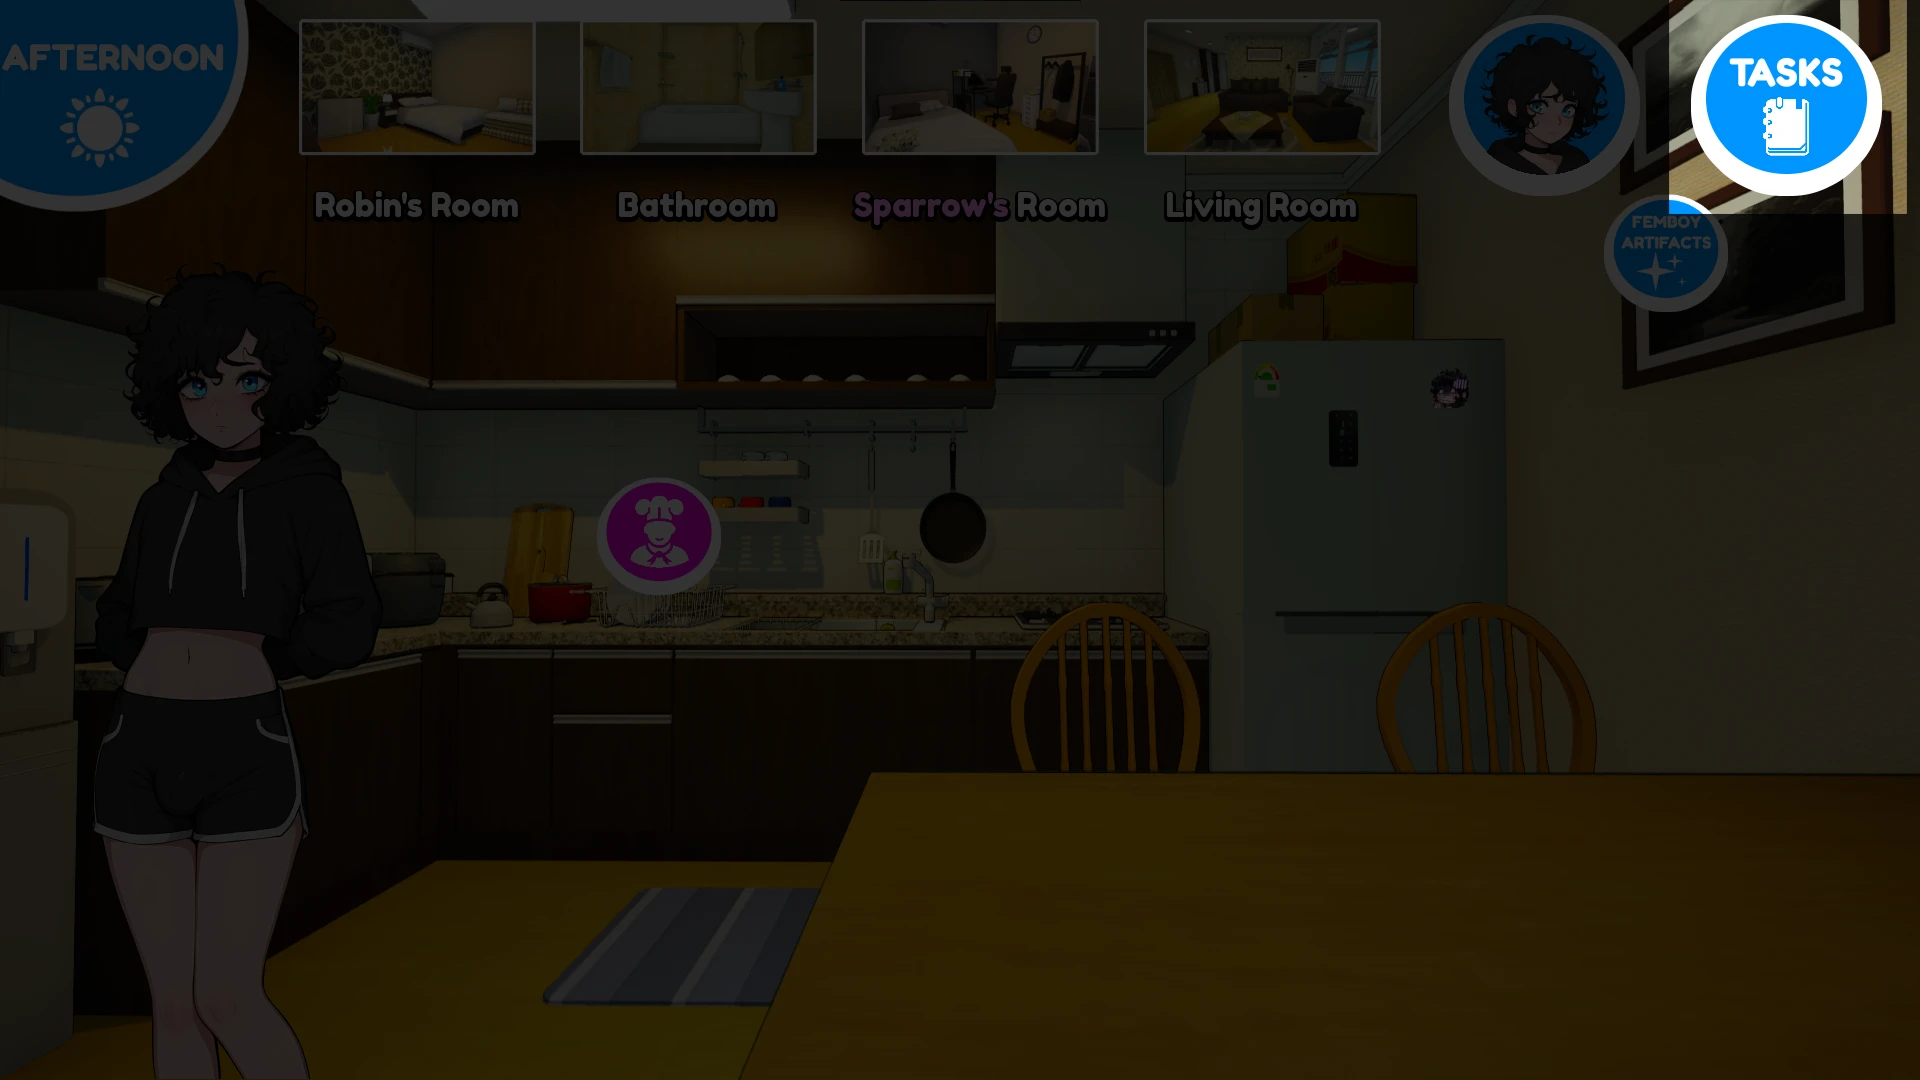 AFTERNOON
Robin's Room
Bathroom
Sparrow's Room
Living Room
TASKS
FEMBOY
ARTIFACTS